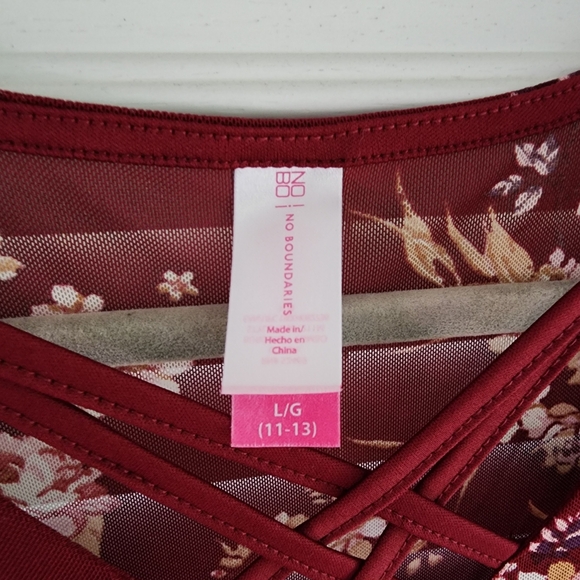 NO
BO
NO BOUNDARIES
Made in/
Hecho en
China
L/G
(11-13)